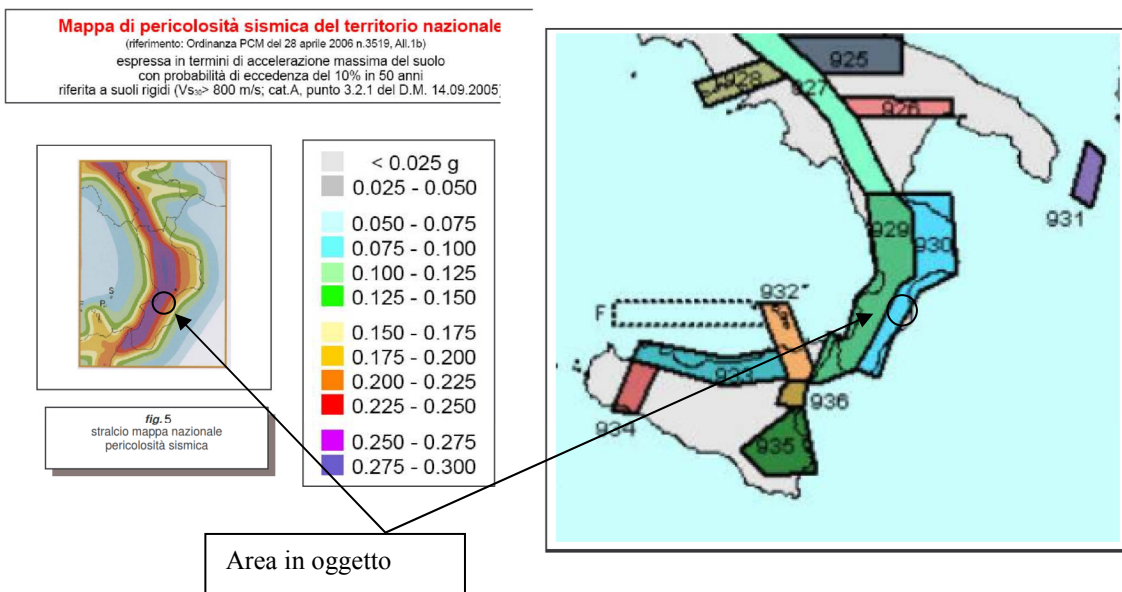 Mappa di pericolosità sismica del territorio nazionale
(riferimento: Ordinanza PCM del 28 aprile 2006 n.3519, All.1b)
espressa in termini di accelerazione massima del suolo
con probabilità di eccedenza del 10% in 50 anni
riferita a suoli rigidi (Vs₃₀> 800 m/s; cat.A, punto 3.2.1 del D.M. 14.09.2005)
< 0.025 g
0.025 - 0.050
0.050 - 0.075
0.075 - 0.100
0.100 - 0.125
0.125 - 0.150
0.150 - 0.175
0.175 - 0.200
0.200 - 0.225
0.225 - 0.250
0.250 - 0.275
0.275 - 0.300
fig.5
stralcio mappa nazionale
pericolosità sismica
925
928
927
926
931
929
930
932
F
933
936
934
935
Area in oggetto